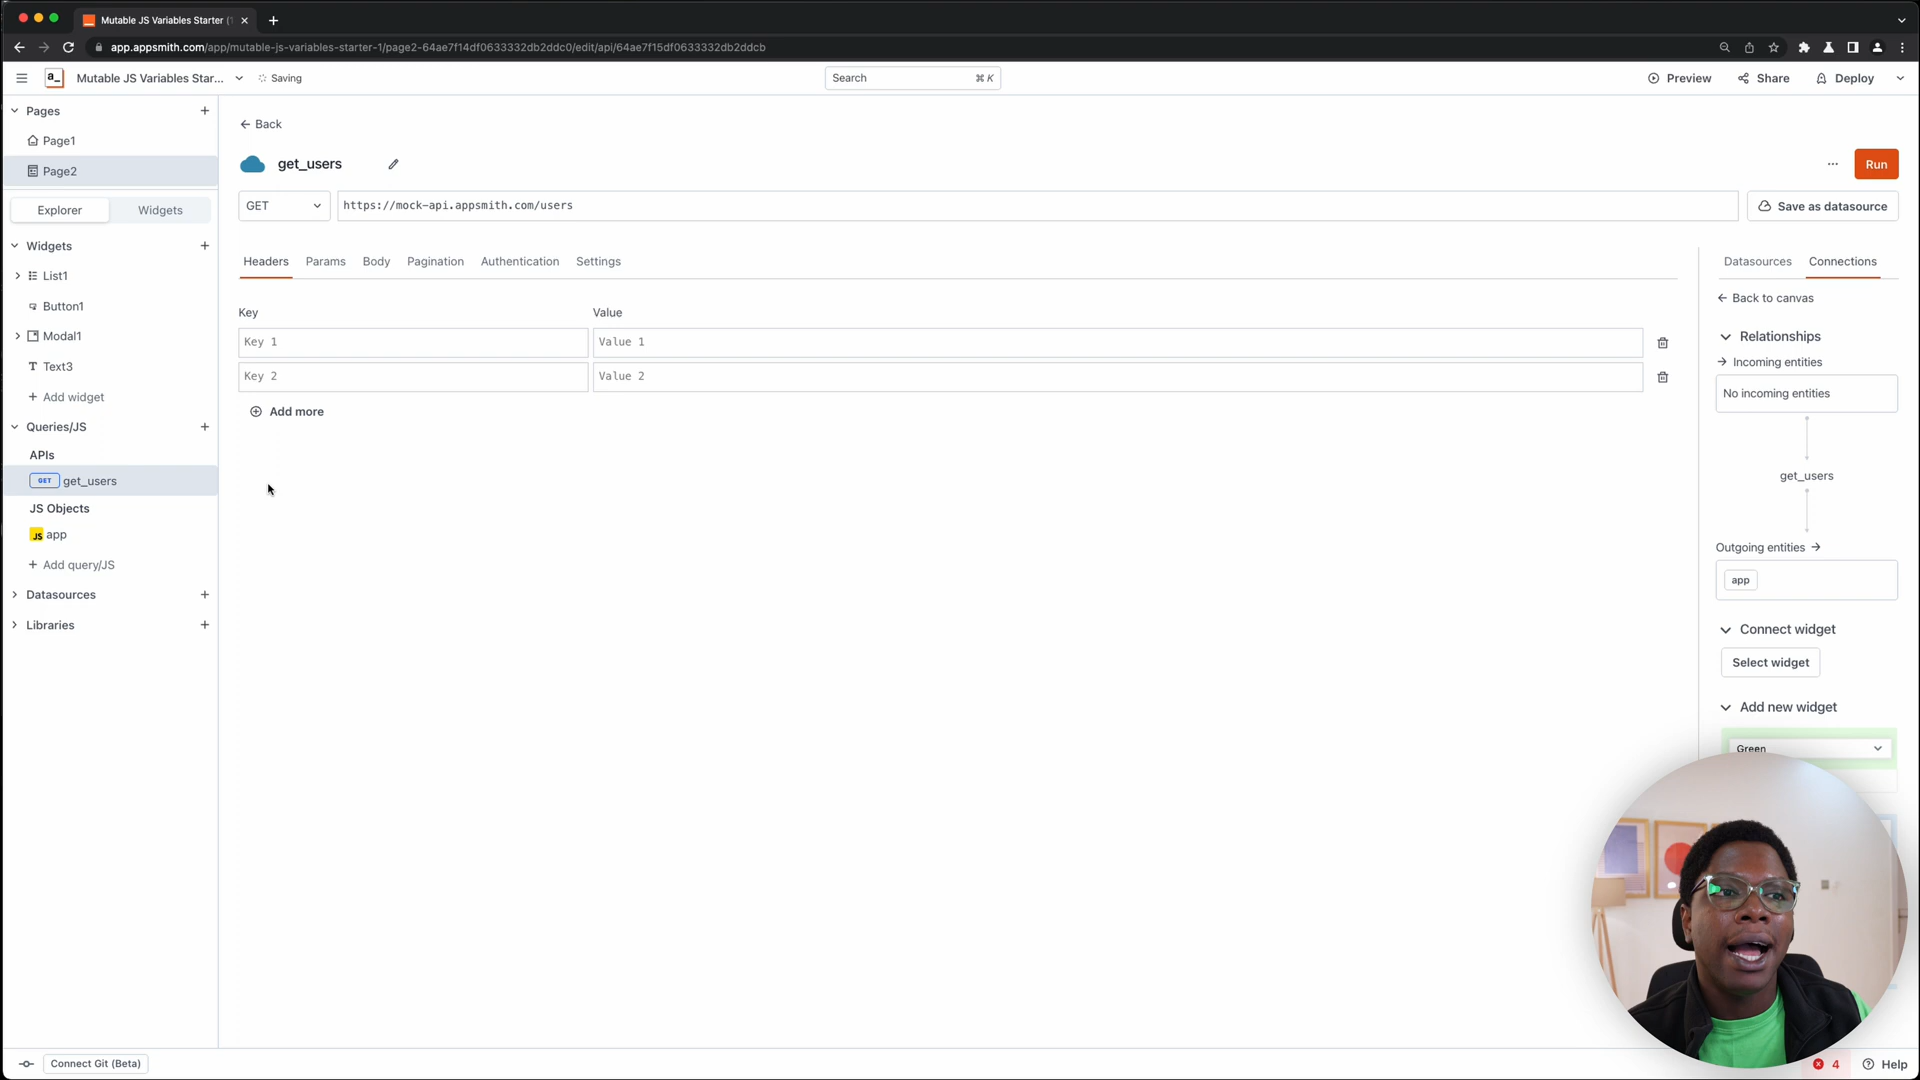 Mutable JS Variables Starter (
app.appsmith.com/app/mutable-js-variables-starter-1/page2-64ae7f14df0633332db2ddc0/edit/api/64ae7f15df0633332db2ddcb
a_
Mutable JS Variables Star...
Saving
Search
⌘ K
Preview
Share
Deploy
Pages
Page1
Page2
Explorer
Widgets
Widgets
List1
Button1
Modal1
Text3
Add widget
Queries/JS
APIs
GET get_users
JS Objects
JS app
Add query/JS
Datasources
Libraries
Back
get_users
Run
GET
https://mock-api.appsmith.com/users
Save as datasource
Headers
Params
Body
Pagination
Authentication
Settings
Key
Value
Key 1
Value 1
Key 2
Value 2
Add more
Datasources
Connections
Back to canvas
Relationships
Incoming entities
No incoming entities
get_users
Outgoing entities
app
Connect widget
Select widget
Add new widget
Green
Connect Git (Beta)
4
Help